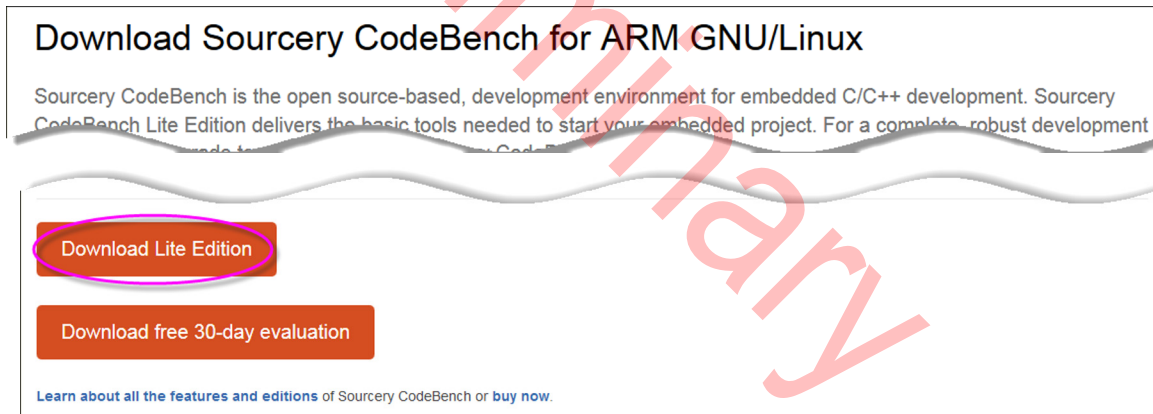 Download Sourcery CodeBench for ARM GNU/Linux
Sourcery CodeBench is the open source-based, development environment for embedded C/C++ development. Sourcery
CodeBench Lite Edition delivers the basic tools needed to start your embedded project. For a complete, robust development
Download Lite Edition
Download free 30-day evaluation
Learn about all the features and editions of Sourcery CodeBench or buy now.
minary